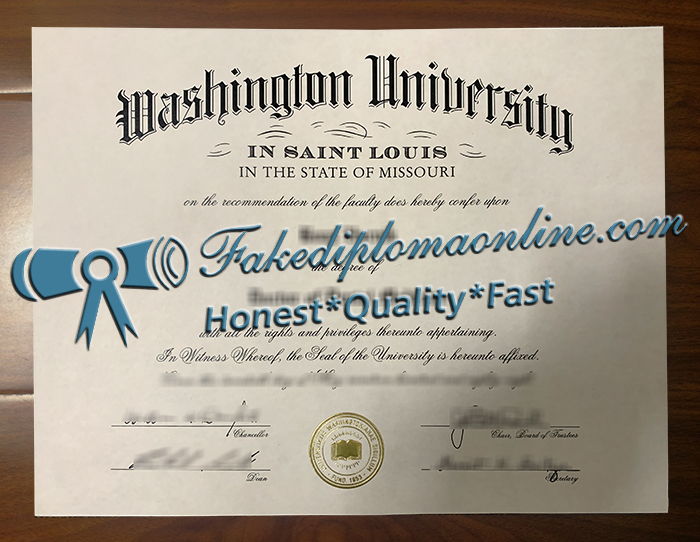 Washington University
IN SAINT LOUIS
IN THE STATE OF MISSOURI
on the recommendation of the faculty does hereby confer upon
Fakediplomaonline.com
the degree of
Honest*Quality*Fast
with all the rights and privileges thereunto appertaining.
In Witness Whereof, the Seal of the University is hereunto affixed.
Chancellor
Chair, Board of Trustees
Dean
Secretary
FUND. 1853